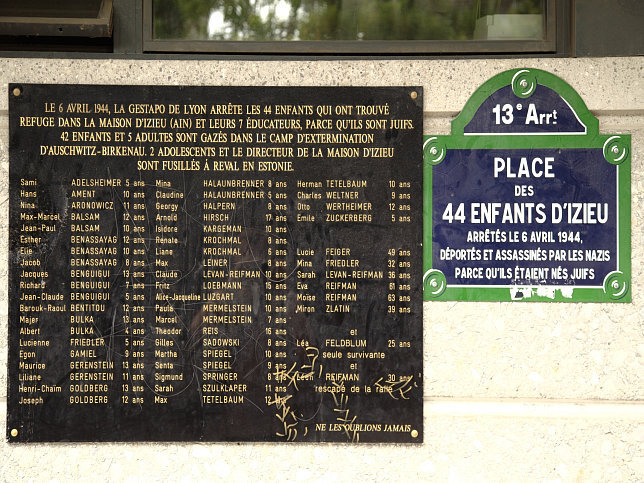 LE 6 AVRIL 1944, LA GESTAPO DE LYON ARRÊTE LES 44 ENFANTS QUI ONT TROUVÉ
REFUGE DANS LA MAISON D'IZIEU (AIN) ET LEURS 7 ÉDUCATEURS, PARCE QU'ILS SONT JUIFS.
42 ENFANTS ET 5 ADULTES SONT GAZÉS DANS LE CAMP D'EXTERMINATION
D'AUSCHWITZ-BIRKENAU. 2 ADOLESCENTS ET LE DIRECTEUR DE LA MAISON D'IZIEU
SONT FUSILLÉS À REVAL EN ESTONIE.
Sami ADELSHEIMER 5 ans
Hans AMENT 10 ans
Nina ARONOWICZ 11 ans
Max-Marcel BALSAM 12 ans
Jean-Paul BALSAM 10 ans
Esther BENASSAYAG 12 ans
Elie BENASSAYAG 10 ans
Jacob BENASSAYAG 8 ans
Jacques BENGUIGUI 13 ans
Richard BENGUIGUI 7 ans
Jean-Claude BENGUIGUI 5 ans
Barouk-Raoul BENTITOU 12 ans
Majer BULKA 13 ans
Albert BULKA 4 ans
Lucienne FRIEDLER 5 ans
Egon GAMIEL 9 ans
Maurice GERENSTEIN 13 ans
Liliane GERENSTEIN 11 ans
Henri-Chaïm GOLDBERG 13 ans
Joseph GOLDBERG 12 ans
Mina HALAUNBRENNER 8 ans
Claudine HALAUNBRENNER 5 ans
Georgy HALPERN 8 ans
Arnold HIRSCH 17 ans
Isidore KARGEMAN 10 ans
Renate KROCHMAL 8 ans
Liane KROCHMAL 6 ans
Max LEINER 8 ans
Claude LEVAN-REIFMAN 10 ans
Fritz LOEBMANN 15 ans
Alice-Jacqueline LUZGART 10 ans
Paula MERMELSTEIN 10 ans
Marcel MERMELSTEIN 7 ans
Theodor REIS 16 ans
Gilles SADOWSKI 8 ans
Martha SPIEGEL 10 ans
Senta SPIEGEL 9 ans
Sigmund SPRINGER 8 ans
Sarah SZULKLAPER 11 ans
Max TETELBAUM 12 ans
Herman TETELBAUM 10 ans
Charles WELTNER 9 ans
Otto WERTHEIMER 12 ans
Emile ZUCKERBERG 5 ans
Lucie FEIGER 49 ans
Mina FRIEDLER 32 ans
Sarah LEVAN-REIFMAN 36 ans
Eva REIFMAN 61 ans
Moïse REIFMAN 63 ans
Miron ZLATIN 39 ans
et
Léa FELDBLUM 25 ans
seule survivante
et
Léon REIFMAN 30 ans
rescapé de la rafle
NE LES OUBLIONS JAMAIS
13e Arrt
PLACE
DES
44 ENFANTS D'IZIEU
ARRÊTÉS LE 6 AVRIL 1944,
DÉPORTÉS ET ASSASSINÉS PAR LES NAZIS
PARCE QU'ILS ÉTAIENT NÉS JUIFS